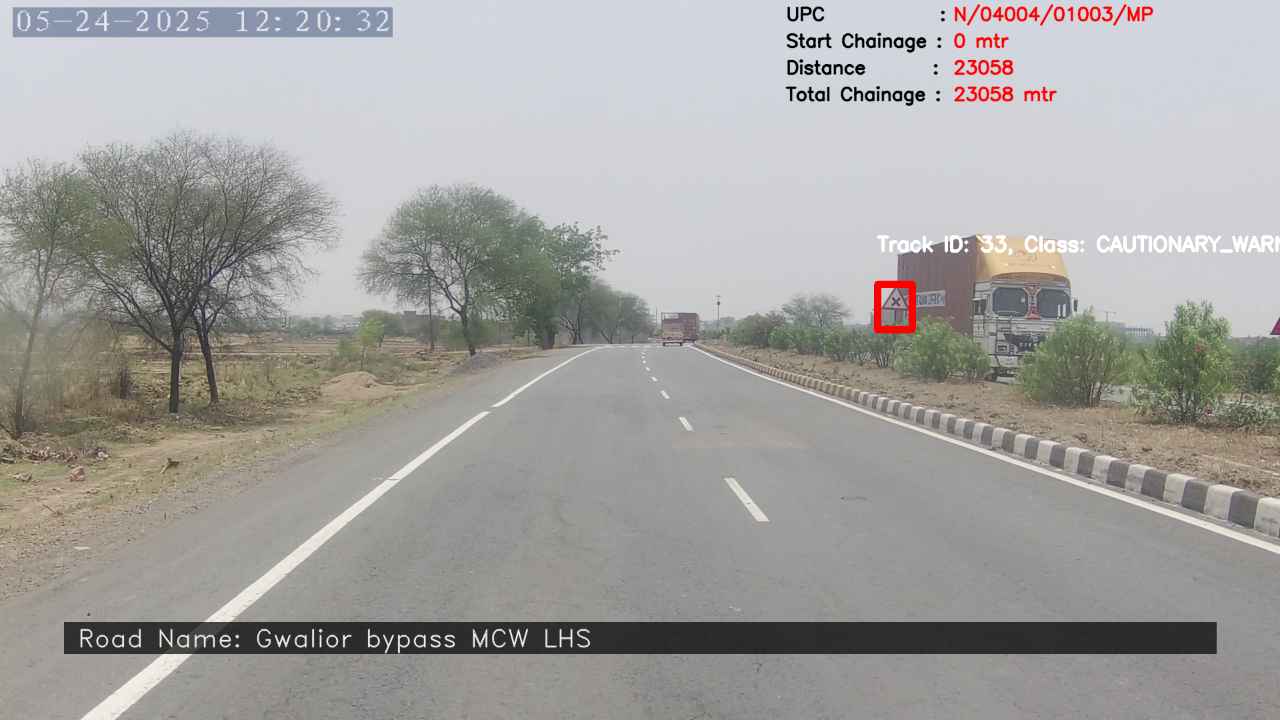 05-24-2025 12:20:32
UPC : N/04004/01003/MP
Start Chainage : 0 mtr
Distance : 23058
Total Chainage : 23058 mtr
Track ID: 33, Class: CAUTIONARY_WARN
Road Name: Gwalior bypass MCW LHS